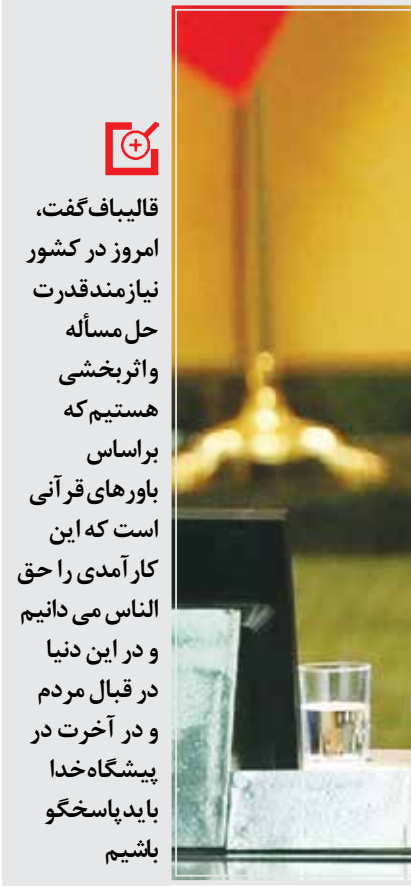 قالیباف گفت،
امروز در کشور
نیازمند قدرت
حل مسأله
و اثربخشی
هستیم که
براساس
باورهای قرآنی
است که این
کارآمدی را حق
الناس می دانیم
و در این دنیا
در قبال مردم
و در آخرت در
پیشگاه خدا
باید پاسخگو
باشیم